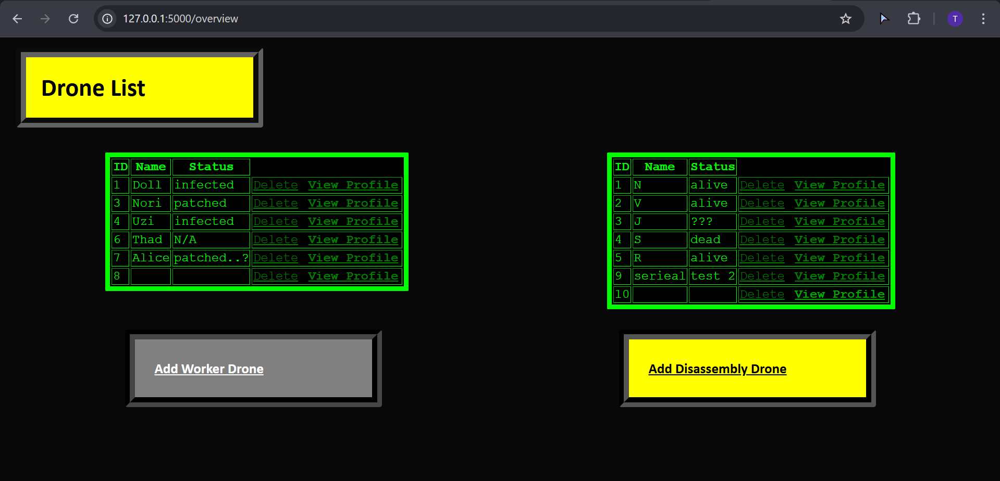 127.0.0.1:5000/overview
T
Drone List
ID Name Status
1 Doll infected Delete View Profile
3 Nori patched Delete View Profile
4 Uzi infected Delete View Profile
6 Thad N/A Delete View Profile
7 Alice patched..? Delete View Profile
8 Delete View Profile
ID Name Status
1 N alive Delete View Profile
2 V alive Delete View Profile
3 J ??? Delete View Profile
4 S dead Delete View Profile
5 R alive Delete View Profile
9 serieal test 2 Delete View Profile
10 Delete View Profile
Add Worker Drone
Add Disassembly Drone